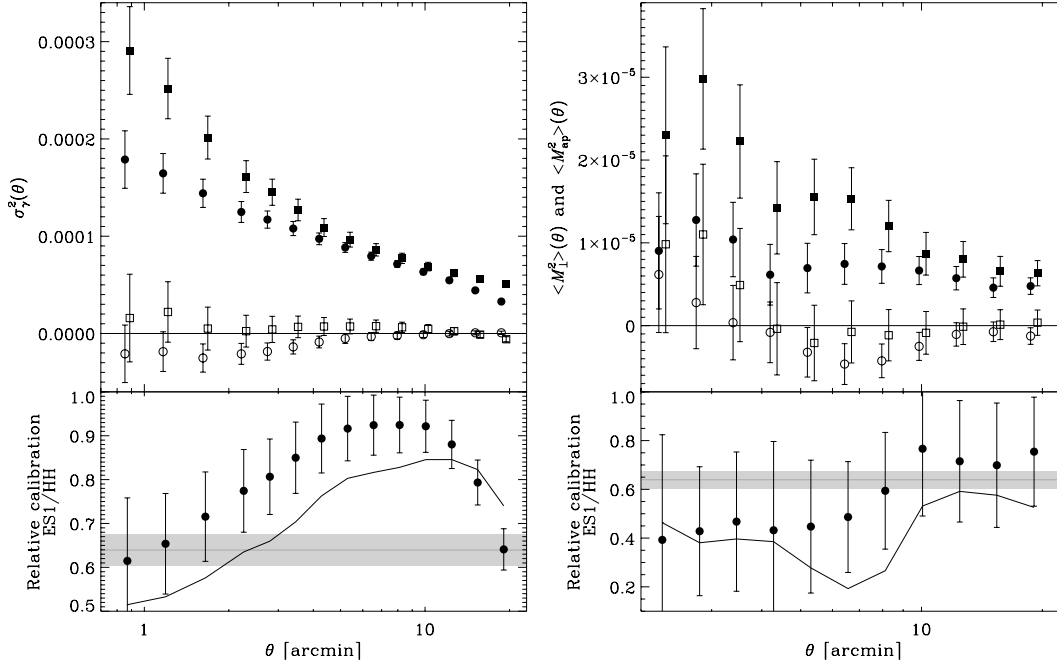 0.0003
0.0002
0.0001
0.0000
σ²γ(θ)
3×10⁻⁵
2×10⁻⁵
1×10⁻⁵
0
<M²⊥>(θ) and <M²ap>(θ)
1.0
0.9
0.8
0.7
0.6
0.5
Relative calibration
ES1/HH
1
10
θ [arcmin]
1.0
0.8
0.6
0.4
0.2
Relative calibration
ES1/HH
10
θ [arcmin]